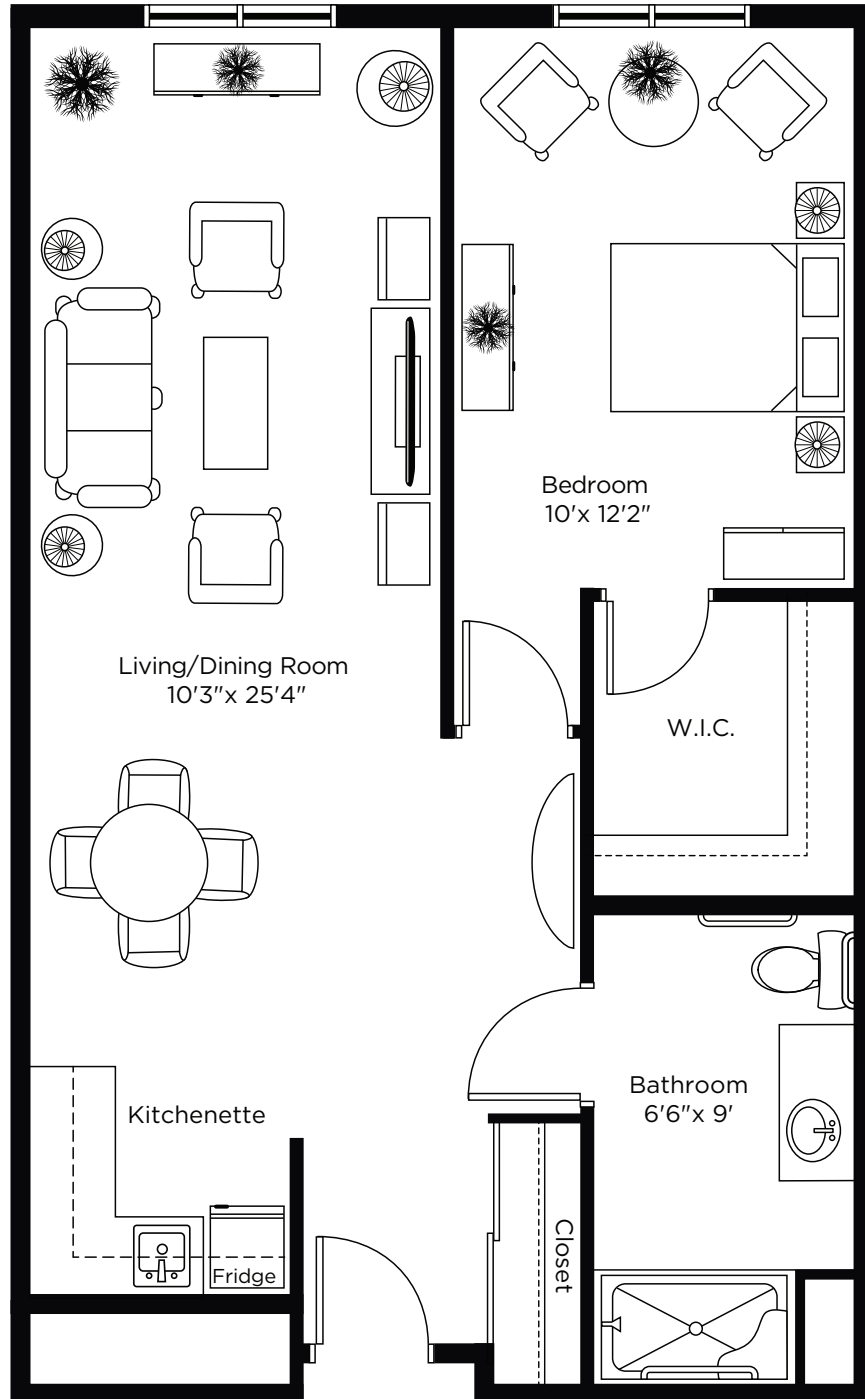 Bedroom
10'x 12'2"
Living/Dining Room
10'3"x 25'4"
W.I.C.
Kitchenette
Bathroom
6'6"x 9'
Closet
Fridge